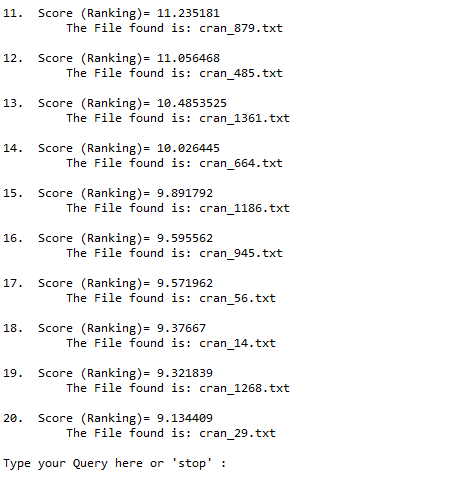 11.  Score (Ranking)= 11.235181
The File found is: cran_879.txt
12.  Score (Ranking)= 11.056468
The File found is: cran_485.txt
13.  Score (Ranking)= 10.4853525
The File found is: cran_1361.txt
14.  Score (Ranking)= 10.026445
The File found is: cran_664.txt
15.  Score (Ranking)= 9.891792
The File found is: cran_1186.txt
16.  Score (Ranking)= 9.595562
The File found is: cran_945.txt
17.  Score (Ranking)= 9.571962
The File found is: cran_56.txt
18.  Score (Ranking)= 9.37667
The File found is: cran_14.txt
19.  Score (Ranking)= 9.321839
The File found is: cran_1268.txt
20.  Score (Ranking)= 9.134409
The File found is: cran_29.txt
Type your Query here or 'stop' :